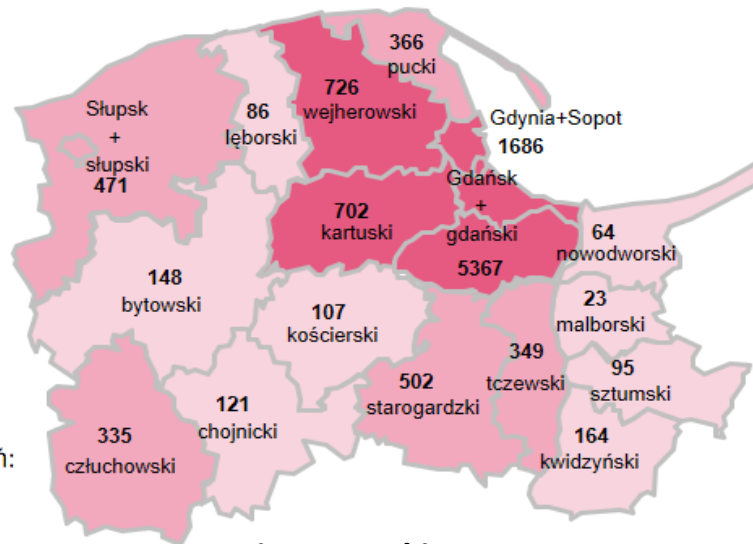 366
pucki
726
wejherowski
86
lęborski
Słupsk
+
słupski
471
Gdynia+Sopot
1686
Gdańsk
+
gdański
5367
702
kartuski
64
nowodworski
148
bytowski
107
kościerski
23
malborski
349
tczewski
502
starogardzki
95
sztumski
121
chojnicki
335
człuchowski
164
kwidzyński